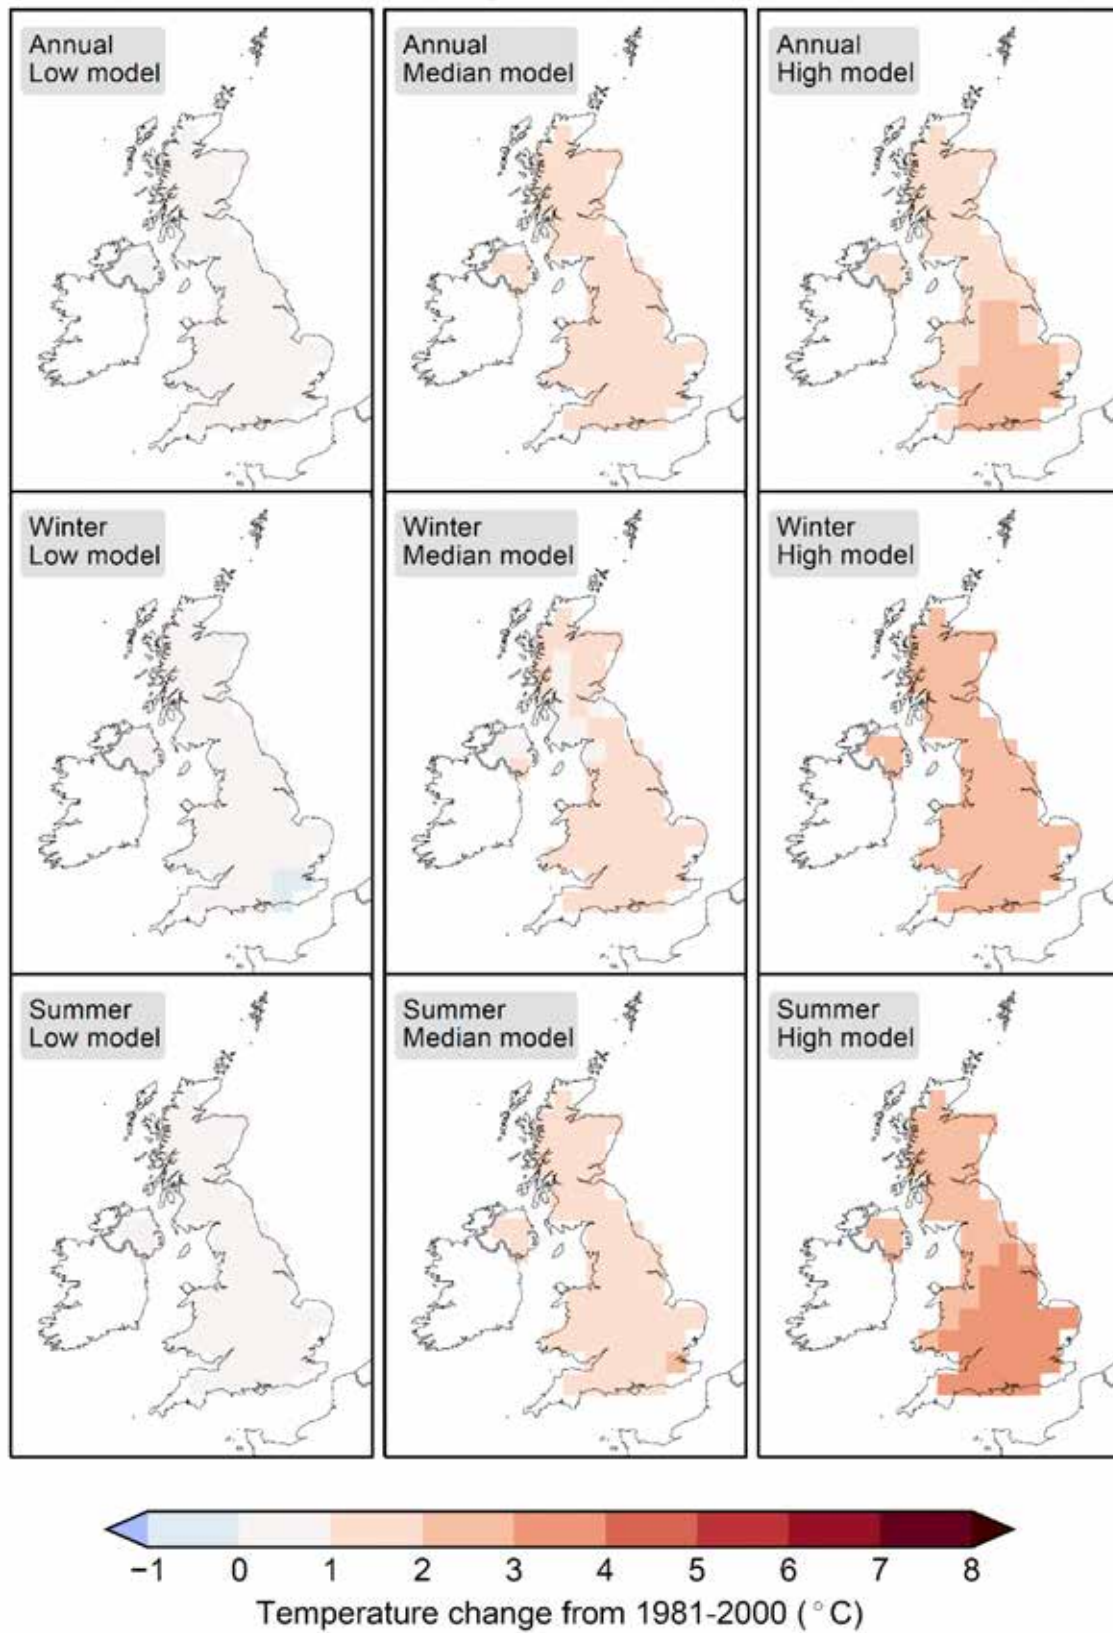 Annual
Low model
Annual
Median model
Annual
High model
Winter
Low model
Winter
Median model
Winter
High model
Summer
Low model
Summer
Median model
Summer
High model
−1 0 1 2 3 4 5 6 7 8
Temperature change from 1981-2000 (°C)